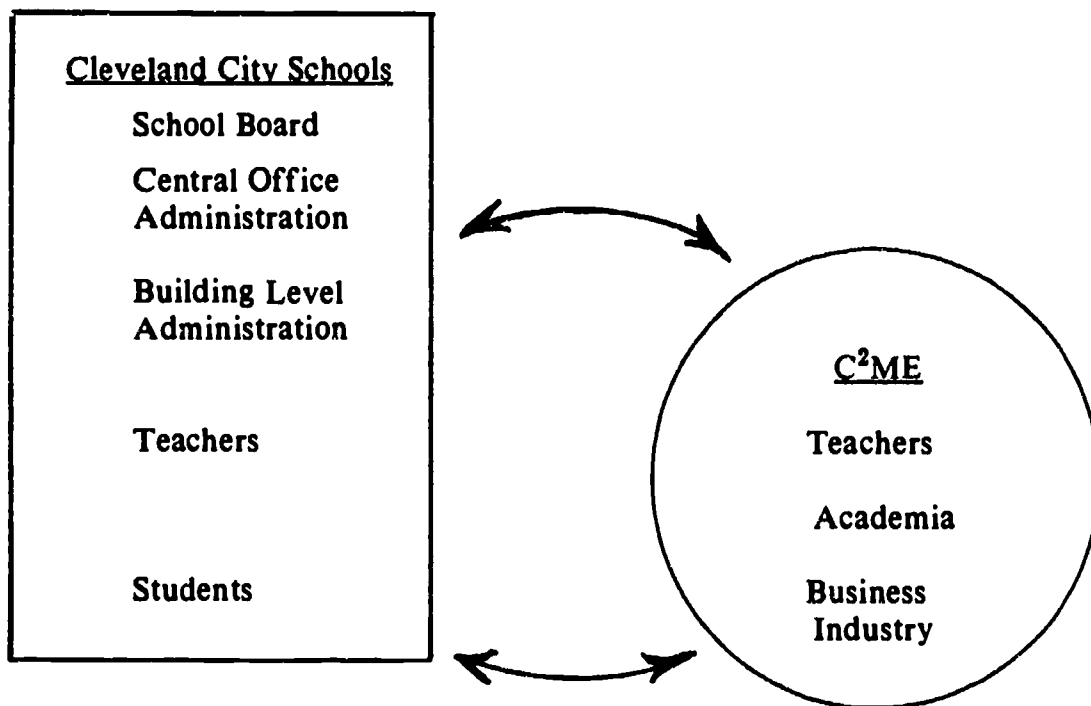 Cleveland City Schools
School Board
Central Office
Administration
Building Level
Administration
Teachers
Students
C²ME
Teachers
Academia
Business
Industry